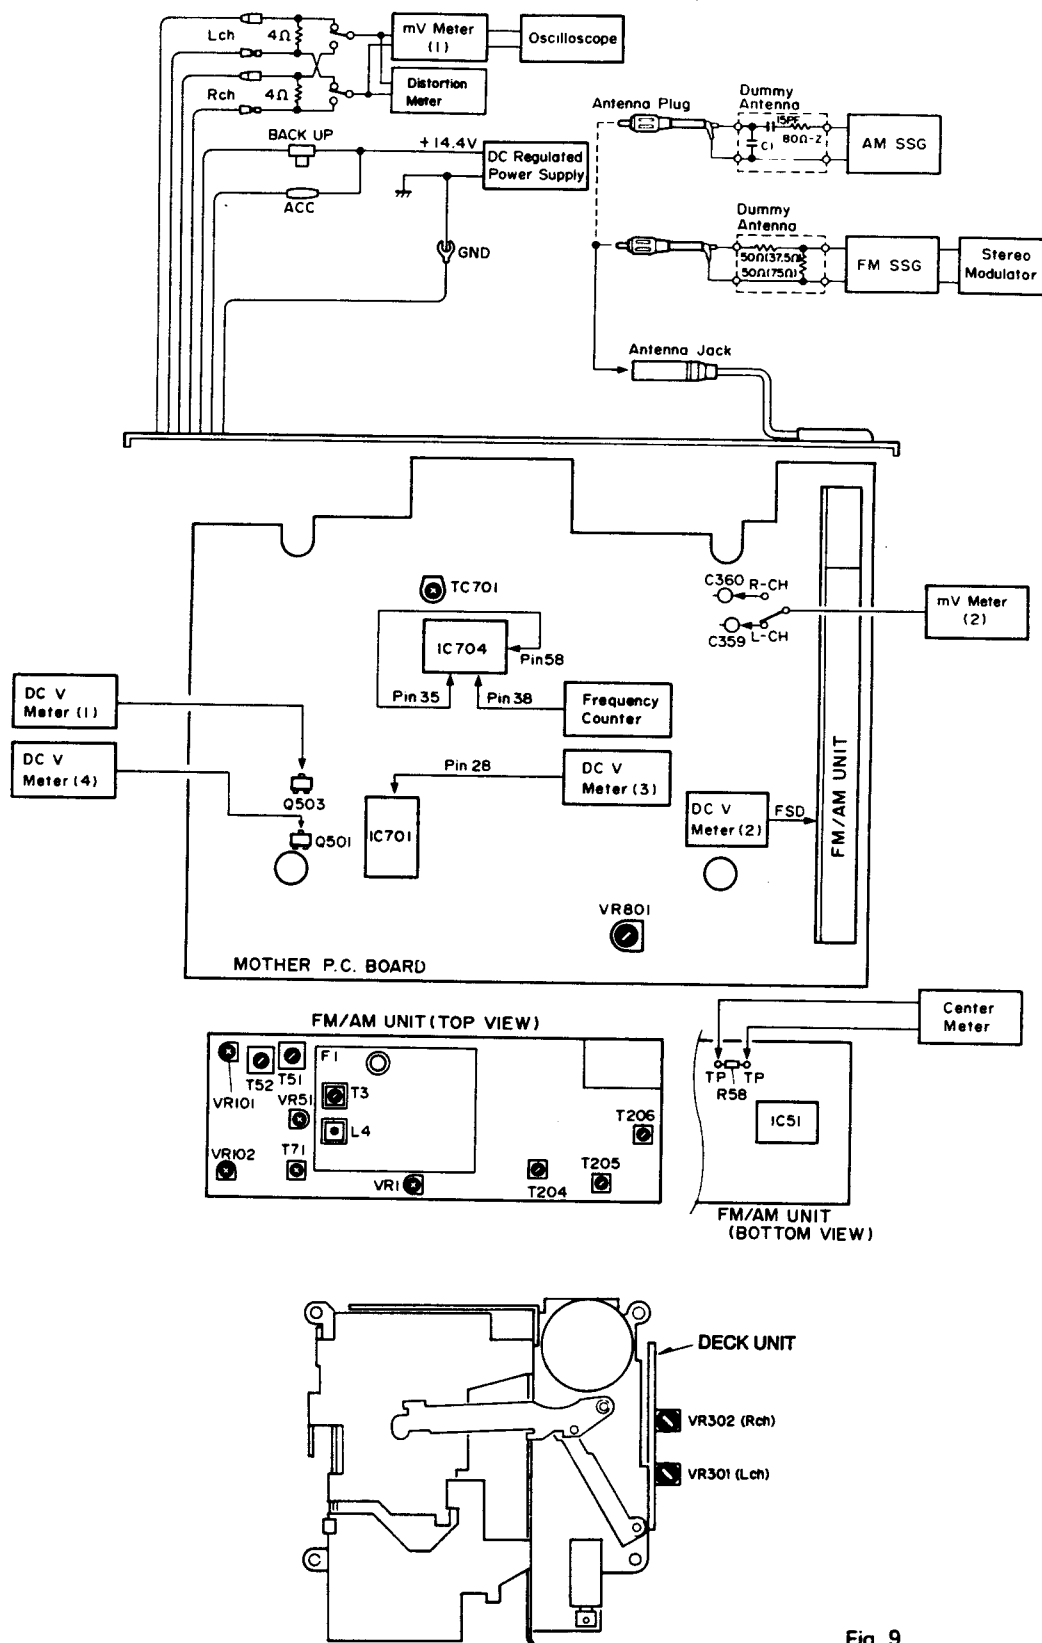 Lch
4Ω
mV Meter
(1)
Oscilloscope
Rch
4Ω
Distortion
Meter
BACK UP
+14.4V
DC Regulated
Power Supply
ACC
GND
Antenna Plug
Dummy
Antenna
15PF
80Ω-Z
C1
AM SSG
Dummy
Antenna
50Ω(37.5Ω)
50Ω(75Ω)
FM SSG
Stereo
Modulator
Antenna Jack
TC701
C360
R-CH
mV Meter
(2)
C359
L-CH
IC704
Pin58
Pin35
Pin38
Frequency
Counter
DC V
Meter (1)
DC V
Meter (4)
Pin 28
DC V
Meter (3)
Q503
Q501
IC701
DC V
Meter (2)
FSD
FM/AM UNIT
VR801
MOTHER P.C. BOARD
FM/AM UNIT (TOP VIEW)
Center
Meter
VR101
T52
T51
F1
T3
VR51
L4
VR102
T71
VR1
T204
T205
T206
TP
TP
R58
IC51
FM/AM UNIT
(BOTTOM VIEW)
DECK UNIT
VR302 (Rch)
VR301 (Lch)
Fig. 9